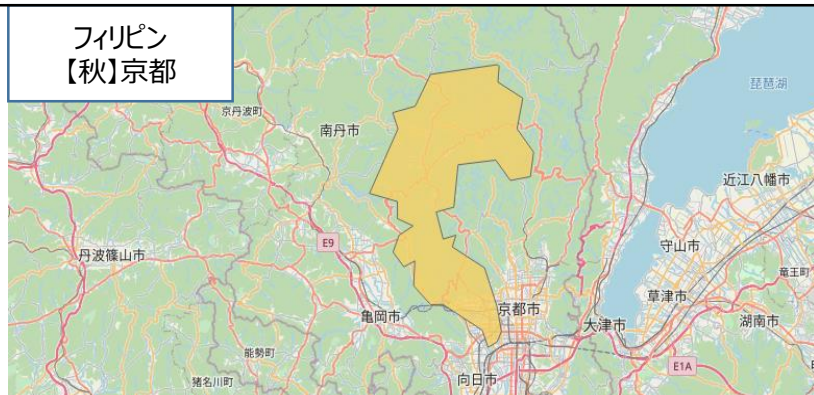 フィリピン
【秋】京都
琵琶湖
京丹波町
南丹市
近江八幡市
E9
守山市
丹波篠山市
竜王町
草津市
京都市
亀岡市
大津市
湖南市
能勢町
E1A
向日市
猪名川町